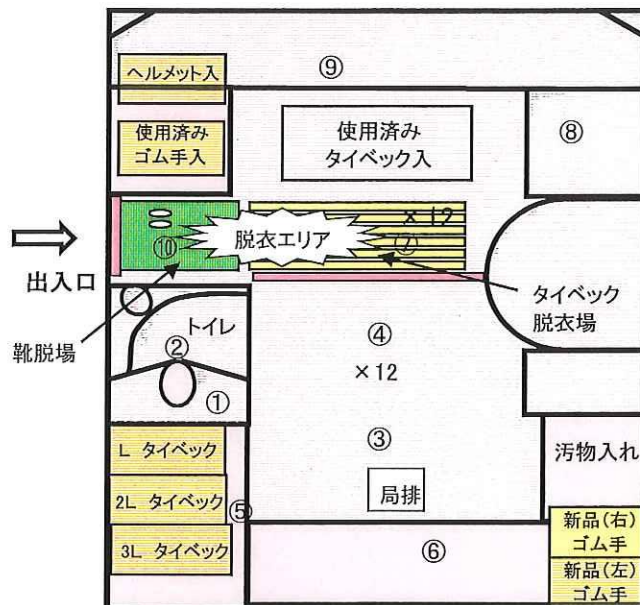 ⑨
ヘルメット入
使用済み
ゴム手入
使用済み
タイベック入
⑧
×12
⑩
脱衣エリア
⑦
出入口
靴脱場
トイレ
②
①
タイベック
脱衣場
④
×12
③
局排
L タイベック
2L タイベック
3L タイベック
⑤
⑥
汚物入れ
新品(右)
ゴム手
新品(左)
ゴム手